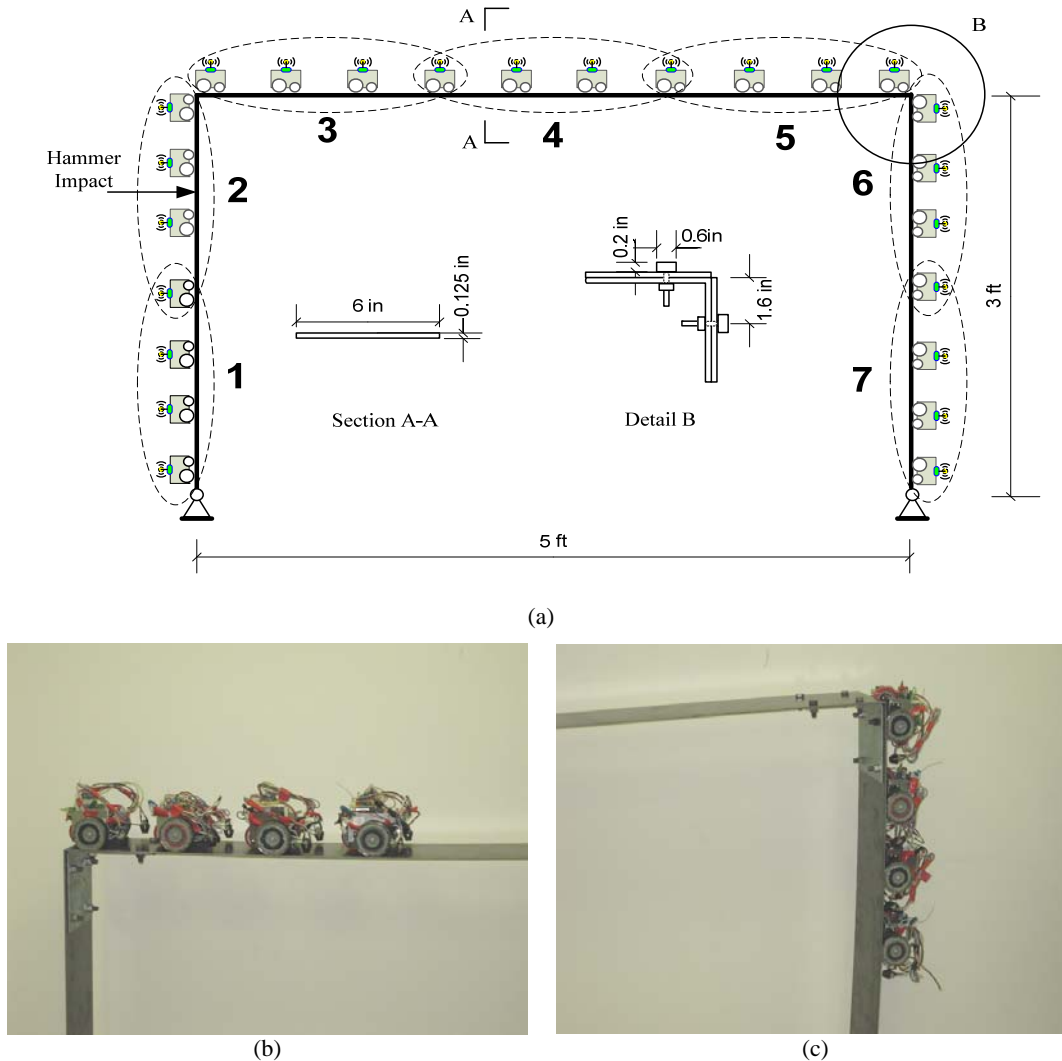 A
B
3
A
4
5
Hammer
Impact
2
6
0.2 in
0.6in
1.6 in
6 in
0.125 in
3 ft
1
7
Section A-A
Detail B
5 ft
(a)
(b)
(c)